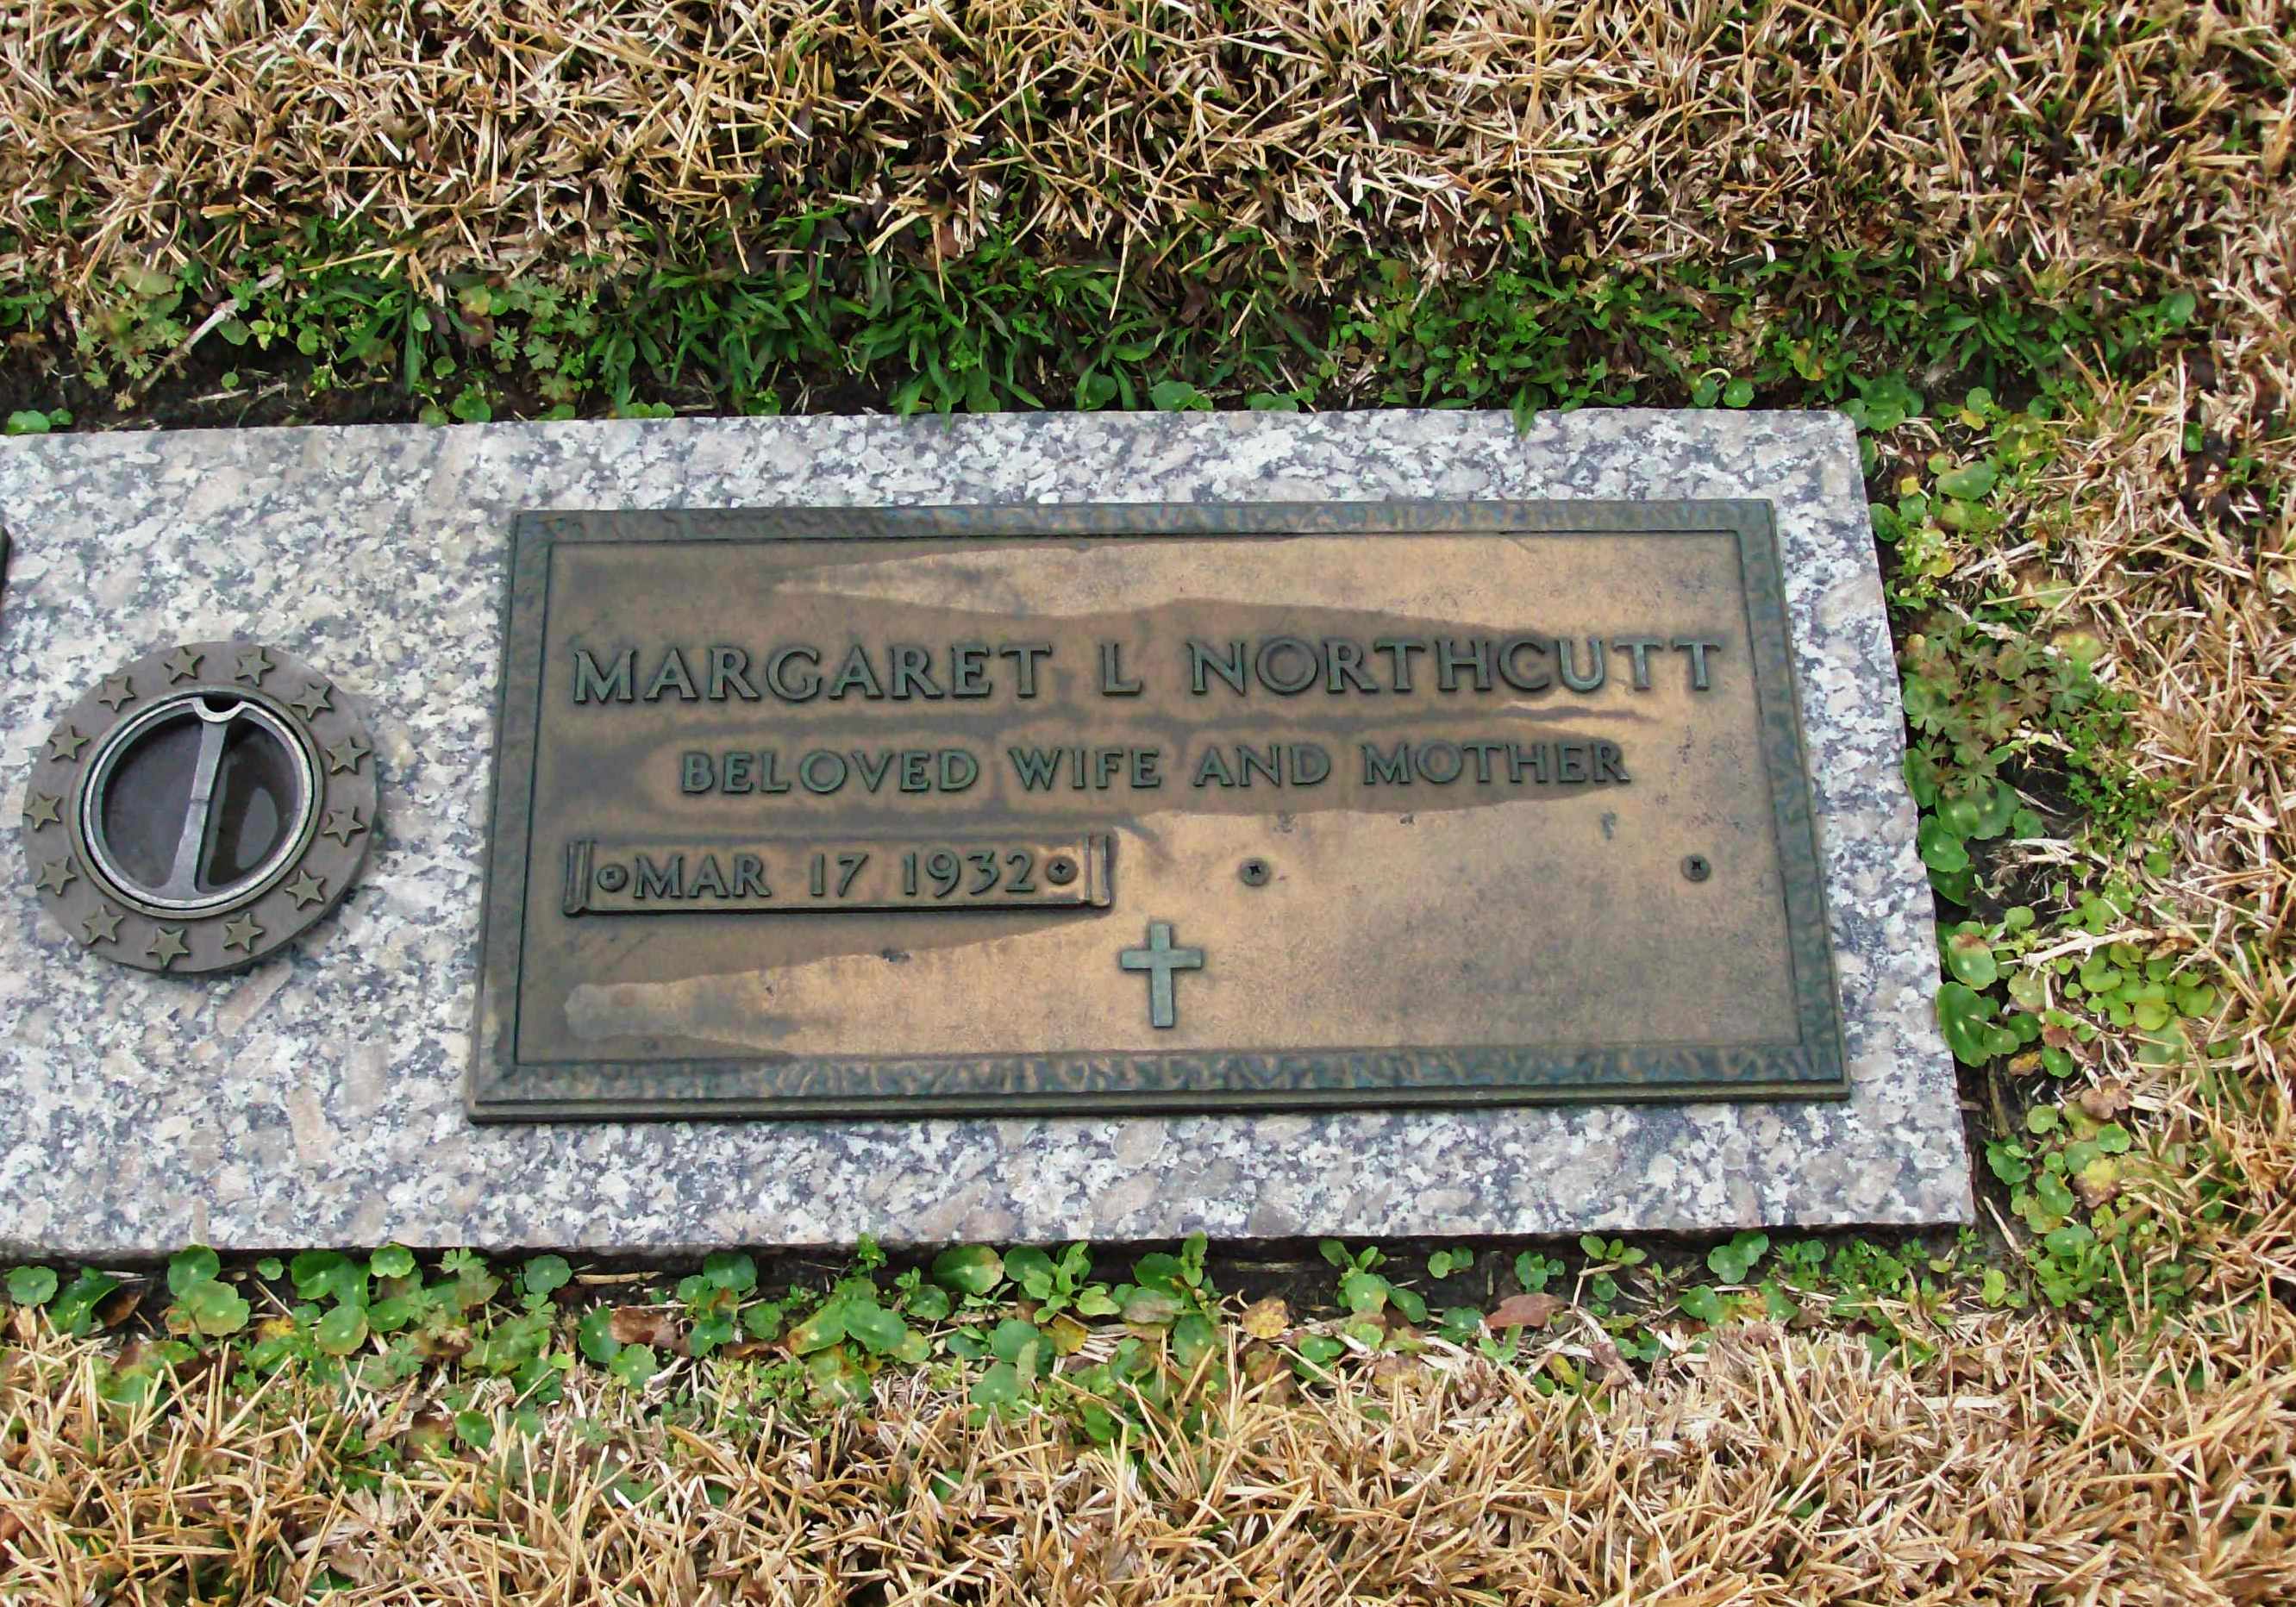 MARGARET L NORTHCUTT
BELOVED WIFE AND MOTHER
MAR 17 1932